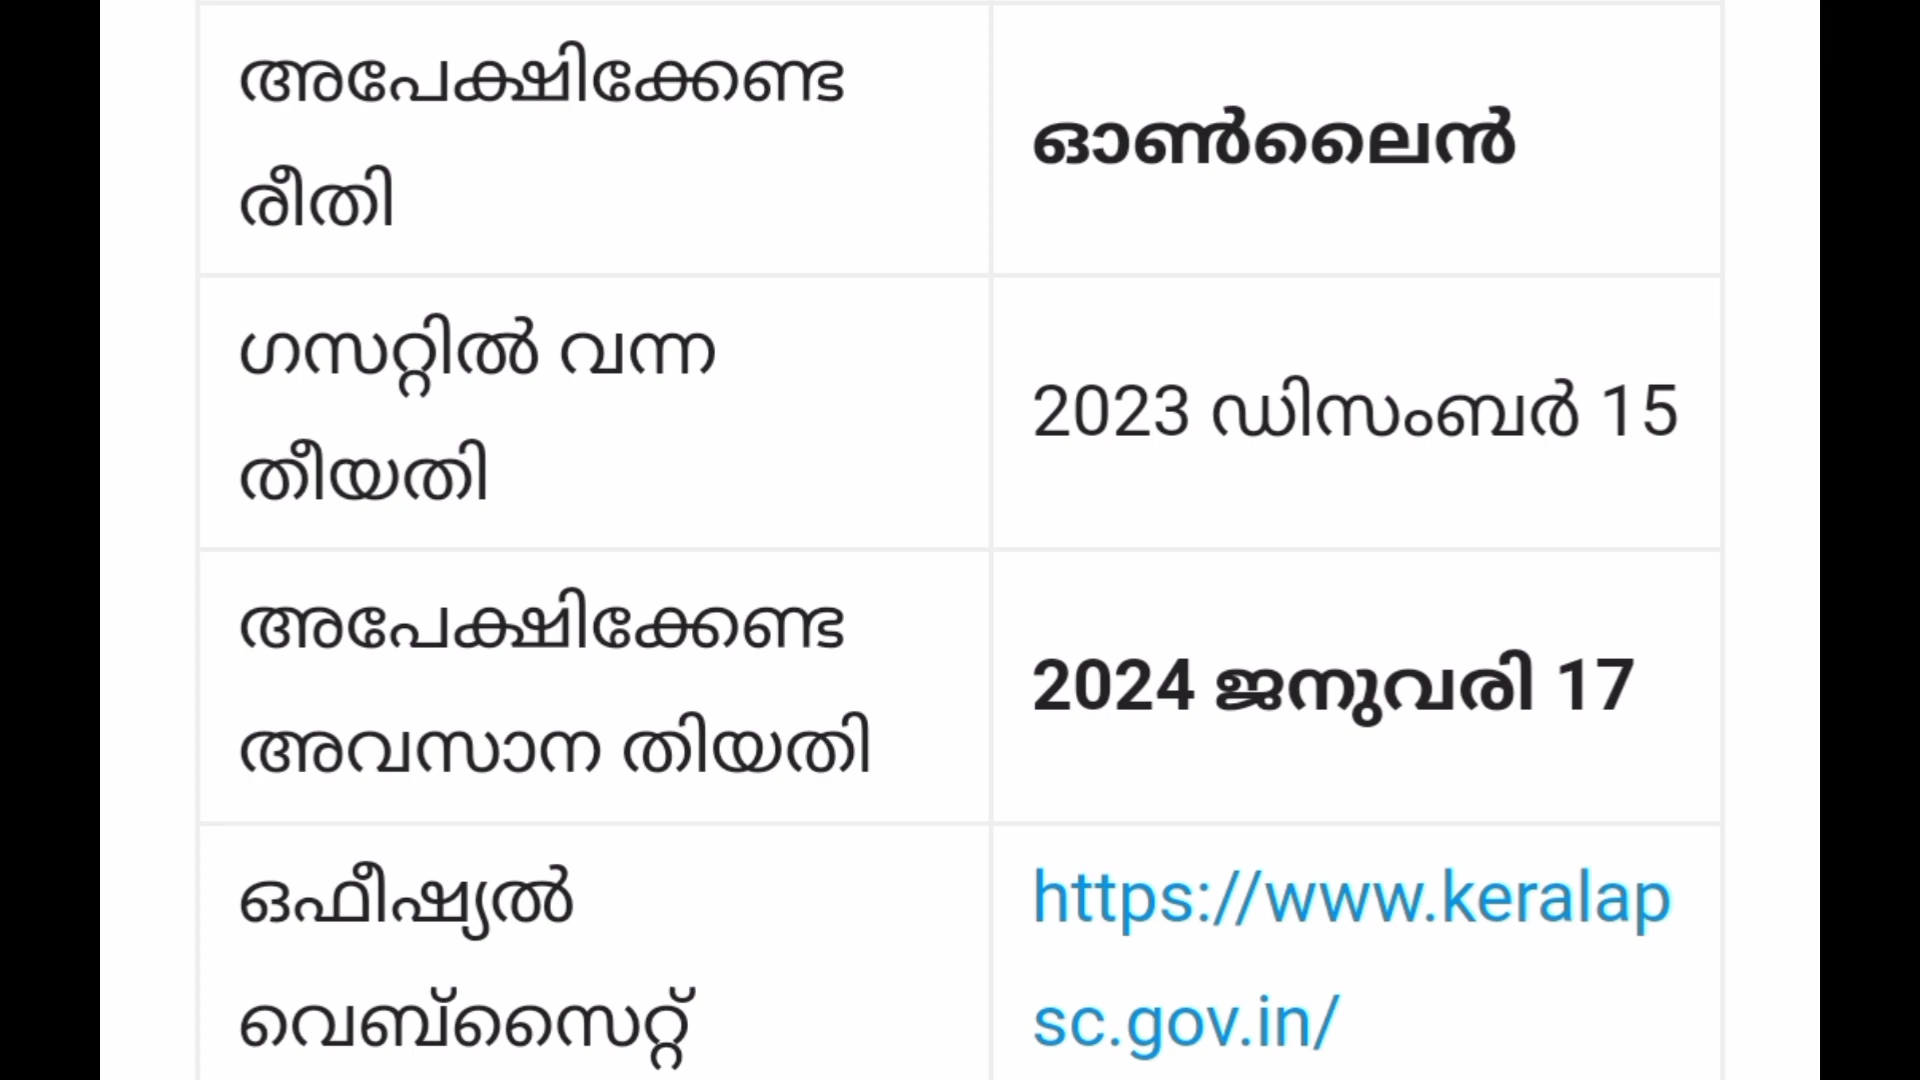 അപേക്ഷിക്കേണ്ട
രീതി
ഓൺലൈൻ
ഗസറ്റിൽ വന്ന
തീയതി
2023 ഡിസംബർ 15
അപേക്ഷിക്കേണ്ട
അവസാന തിയതി
2024 ജനുവരി 17
ഒഫീഷ്യൽ
വെബ്സൈറ്റ്
https://www.keralap
sc.gov.in/